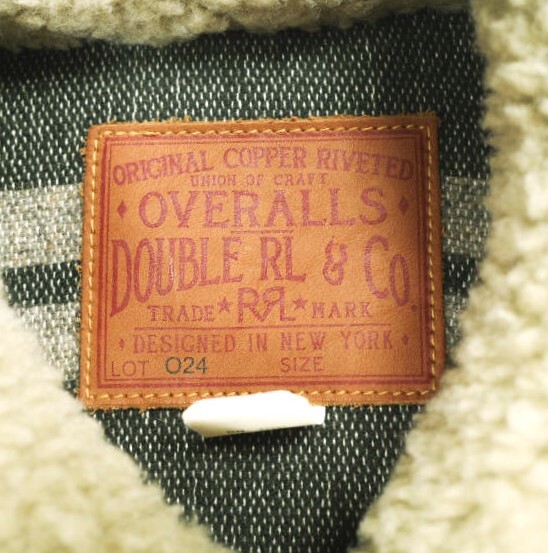 ORIGINAL COPPER RIVETED
UNION OF CRAFT
OVERALLS
DOUBLE RL & Co.
TRADE ★ RRL ★ MARK
DESIGNED IN NEW YORK
LOT 024 SIZE